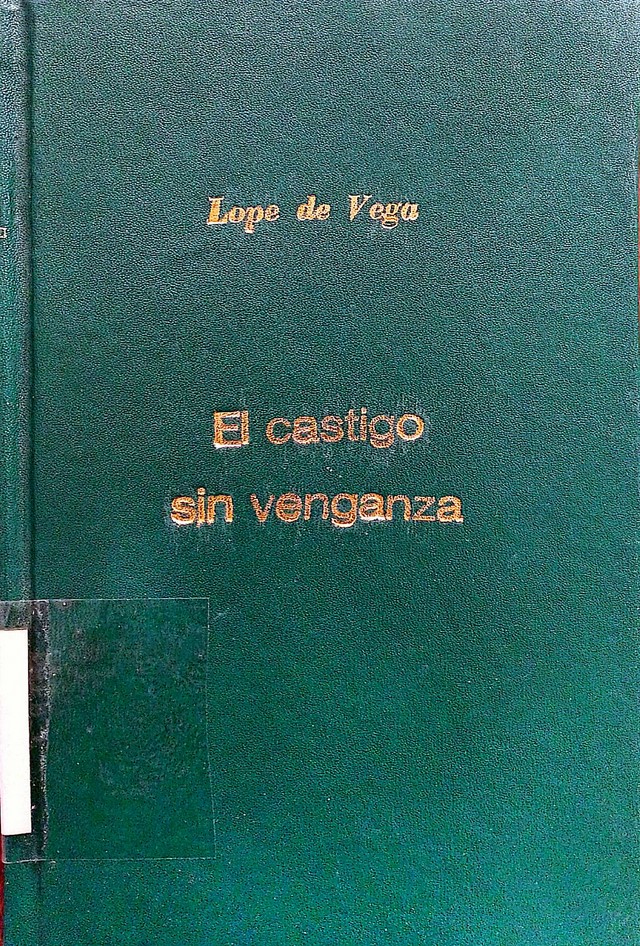 Lope de Vega
El castigo
sin venganza